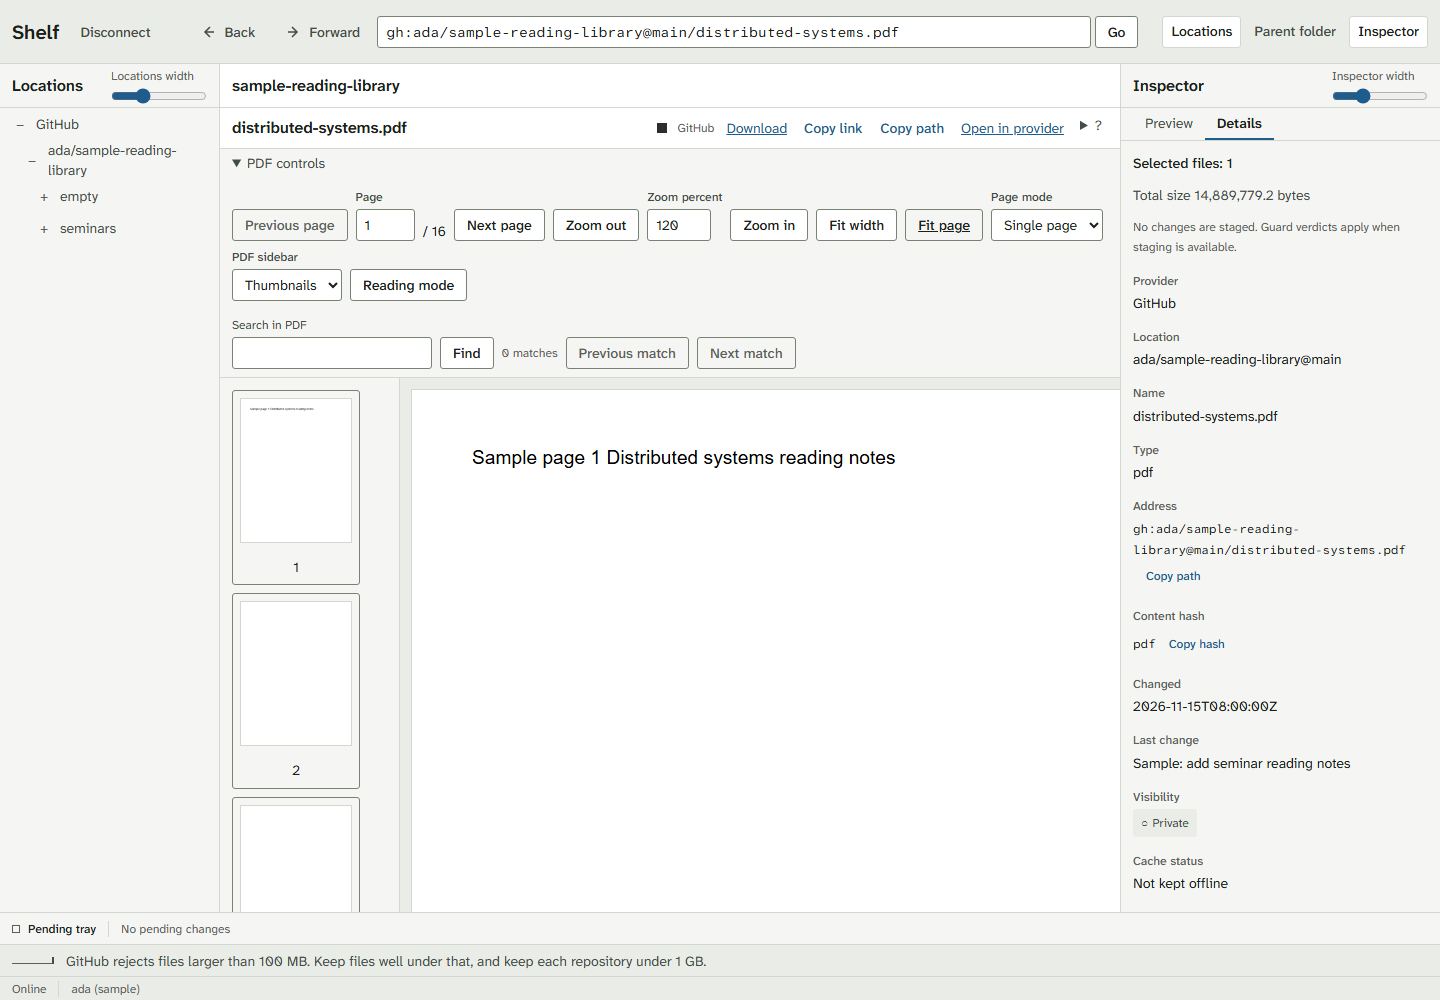 Shelf Disconnect Back Forward gh:ada/sample-reading-library@main/distributed-systems.pdf Go Locations Parent folder Inspector
Locations
Locations width
GitHub
ada/sample-reading-
library
empty
seminars
sample-reading-library
distributed-systems.pdf
GitHub Download Copy link Copy path Open in provider ?
PDF controls
Previous page
Page
1
/ 16
Next page
Zoom out
Zoom percent
120
Zoom in
Fit width
Fit page
Page mode
Single page
PDF sidebar
Thumbnails
Reading mode
Search in PDF
Find
0 matches
Previous match
Next match
Sample page 1 Distributed systems reading notes
1
2
Sample page 1 Distributed systems reading notes
Inspector
Inspector width
Preview Details
Selected files: 1
Total size 14,889,779.2 bytes
No changes are staged. Guard verdicts apply when
staging is available.
Provider
GitHub
Location
ada/sample-reading-library@main
Name
distributed-systems.pdf
Type
pdf
Address
gh:ada/sample-reading-
library@main/distributed-systems.pdf
Copy path
Content hash
pdf Copy hash
Changed
2026-11-15T08:00:00Z
Last change
Sample: add seminar reading notes
Visibility
Private
Cache status
Not kept offline
Pending tray No pending changes
GitHub rejects files larger than 100 MB. Keep files well under that, and keep each repository under 1 GB.
Online ada (sample)